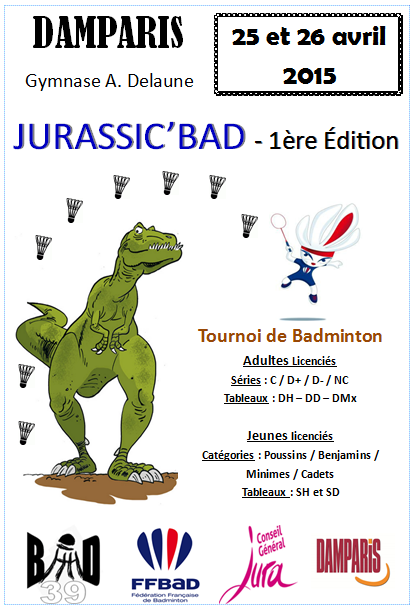 DAMPARIS
25 et 26 avril
2015
Gymnase A. Delaune
JURASSIC’BAD - 1ère Édition
Tournoi de Badminton
Adultes Licenciés
Séries : C / D+ / D- / NC
Tableaux : DH – DD – DMx
Jeunes licenciés
Catégories : Poussins / Benjamins /
Minimes / Cadets
Tableaux : SH et SD
BAD
39
FFBaD
Fédération Française
de Badminton
Conseil
Général
Jura
DAMPARIS